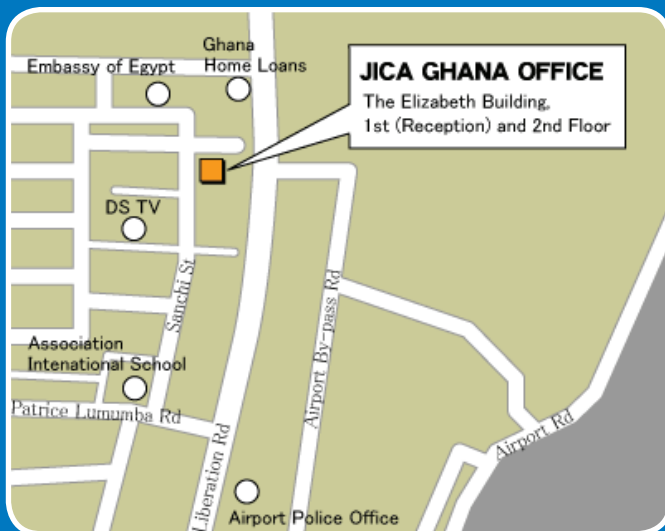 Ghana
Home Loans
Embassy of Egypt
JICA GHANA OFFICE
The Elizabeth Building,
1st (Reception) and 2nd Floor
DS TV
Sanchi St
Airport By-pass Rd
Association
Intenational School
Patrice Lumumba Rd
Liberation Rd
Airport Rd
Airport Police Office